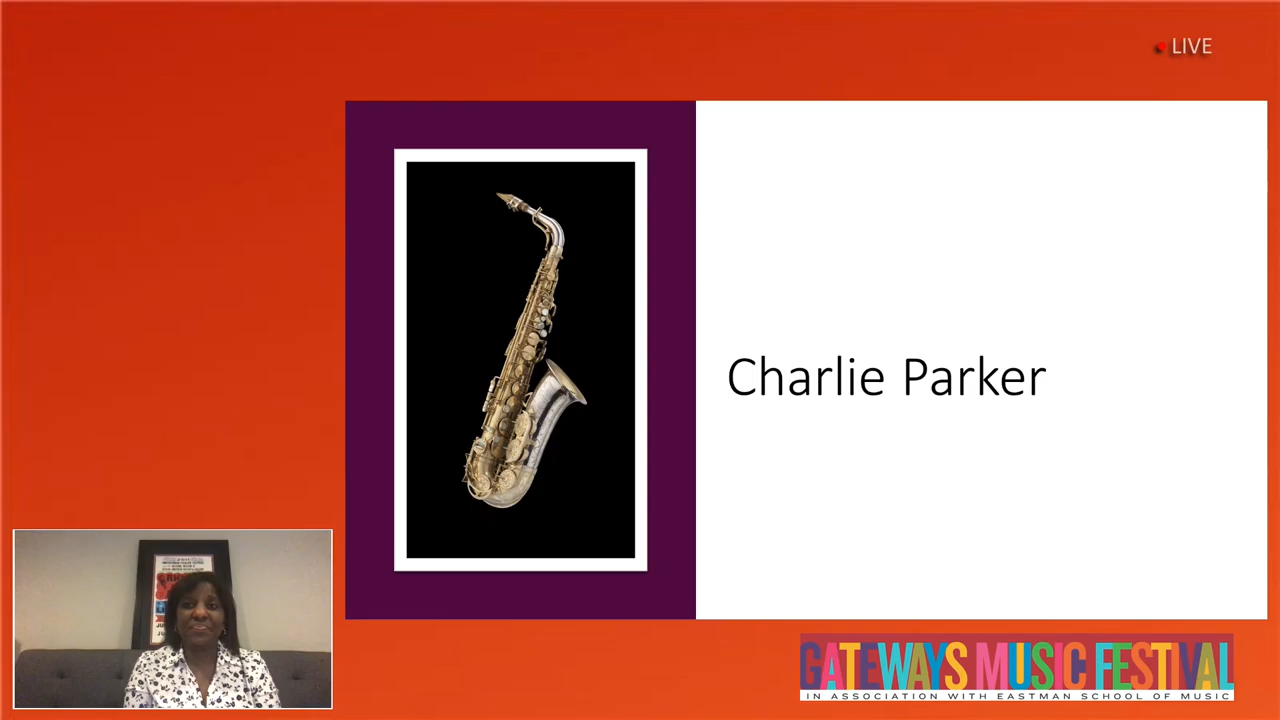 LIVE
Charlie Parker
GATEWAYS MUSIC FESTIVAL
IN ASSOCIATION WITH EASTMAN SCHOOL OF MUSIC